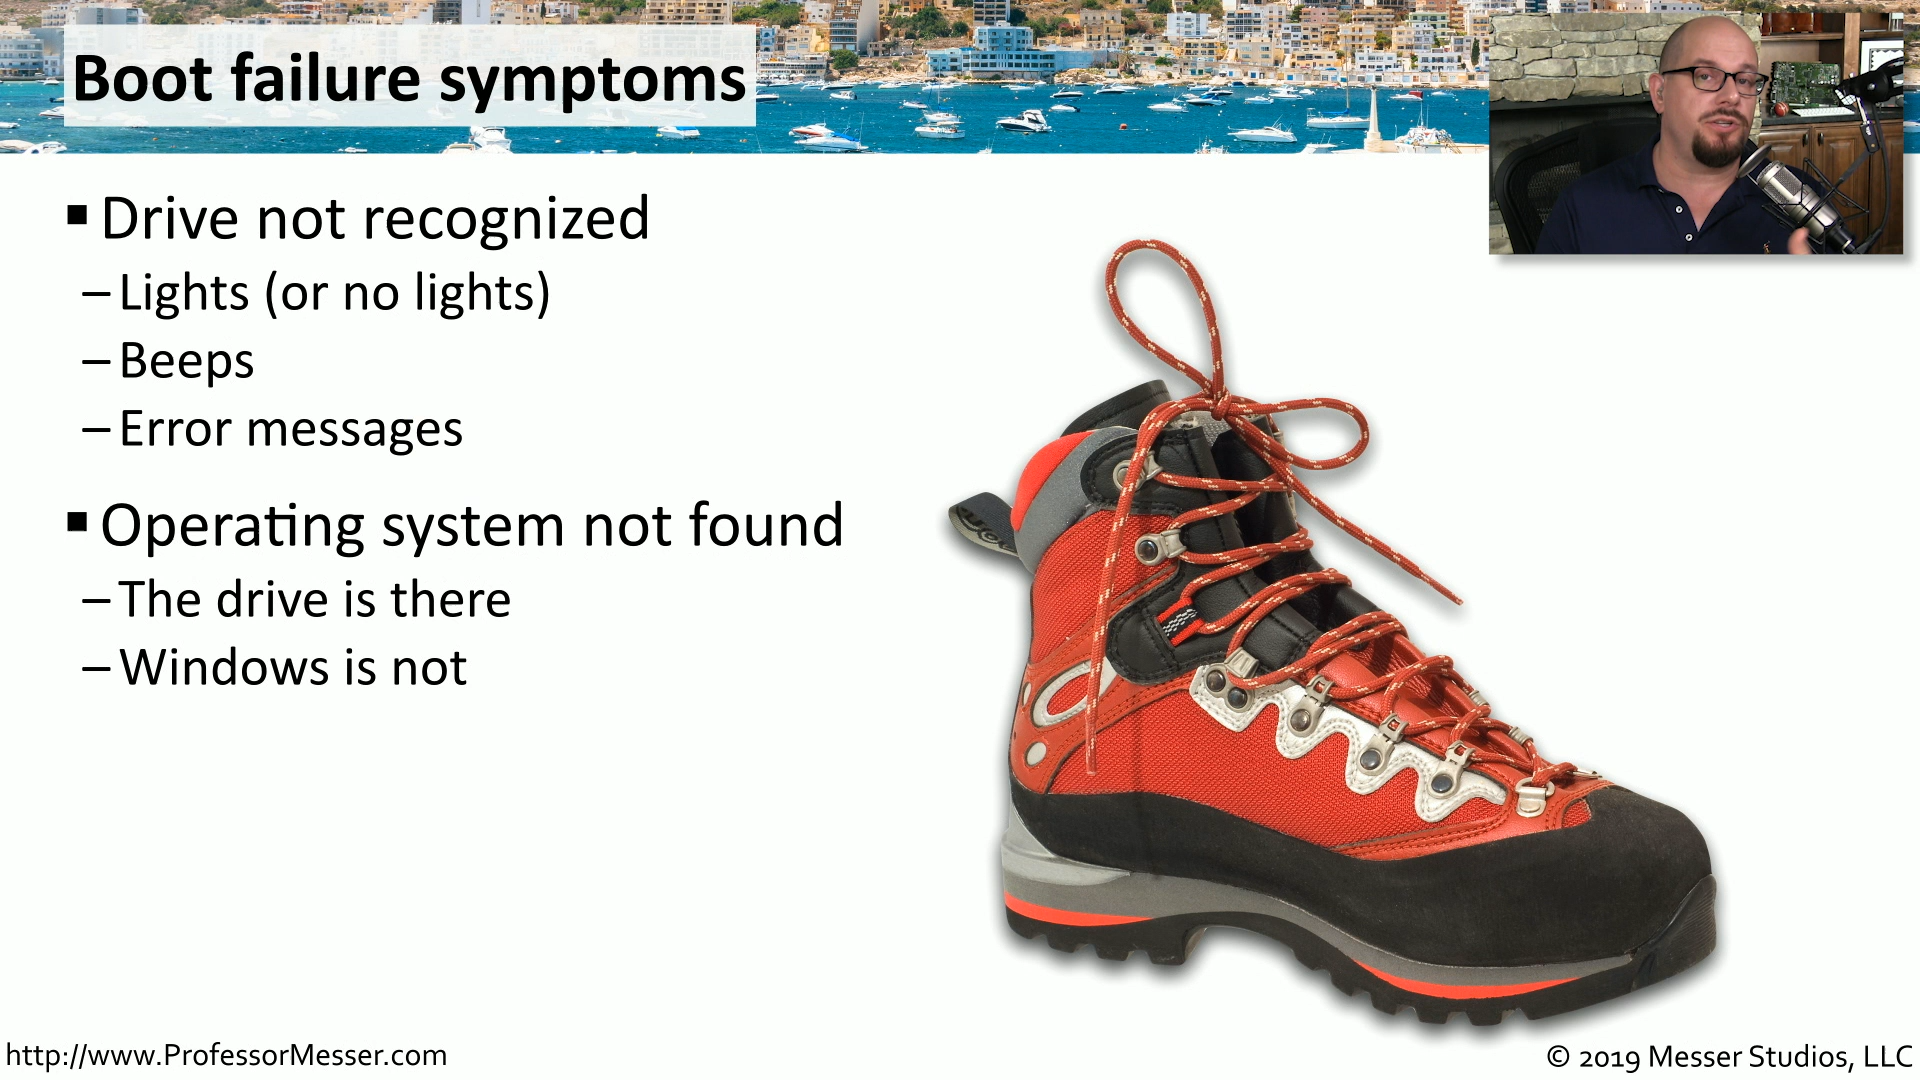 Boot failure symptoms
▪ Drive not recognized
– Lights (or no lights)
– Beeps
– Error messages
▪ Operating system not found
– The drive is there
– Windows is not
http://www.ProfessorMesser.com
© 2019 Messer Studios, LLC